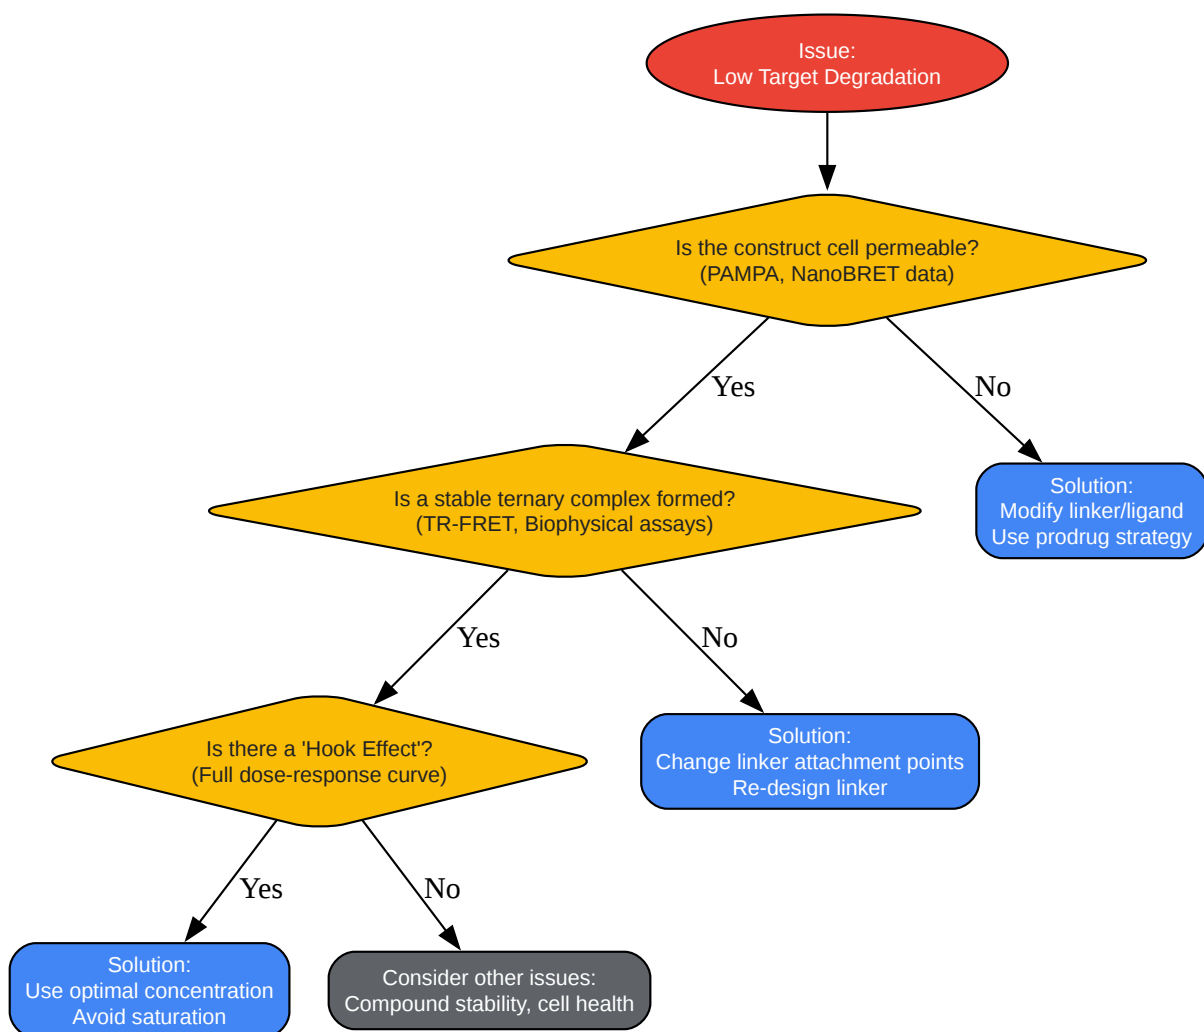 Issue:
Low Target Degradation
Is the construct cell permeable?
(PAMPA, NanoBRET data)
Yes
No
Is a stable ternary complex formed?
(TR-FRET, Biophysical assays)
Solution:
Modify linker/ligand
Use prodrug strategy
Yes
No
Is there a 'Hook Effect'?
(Full dose-response curve)
Solution:
Change linker attachment points
Re-design linker
Yes
No
Solution:
Use optimal concentration
Avoid saturation
Consider other issues:
Compound stability, cell health